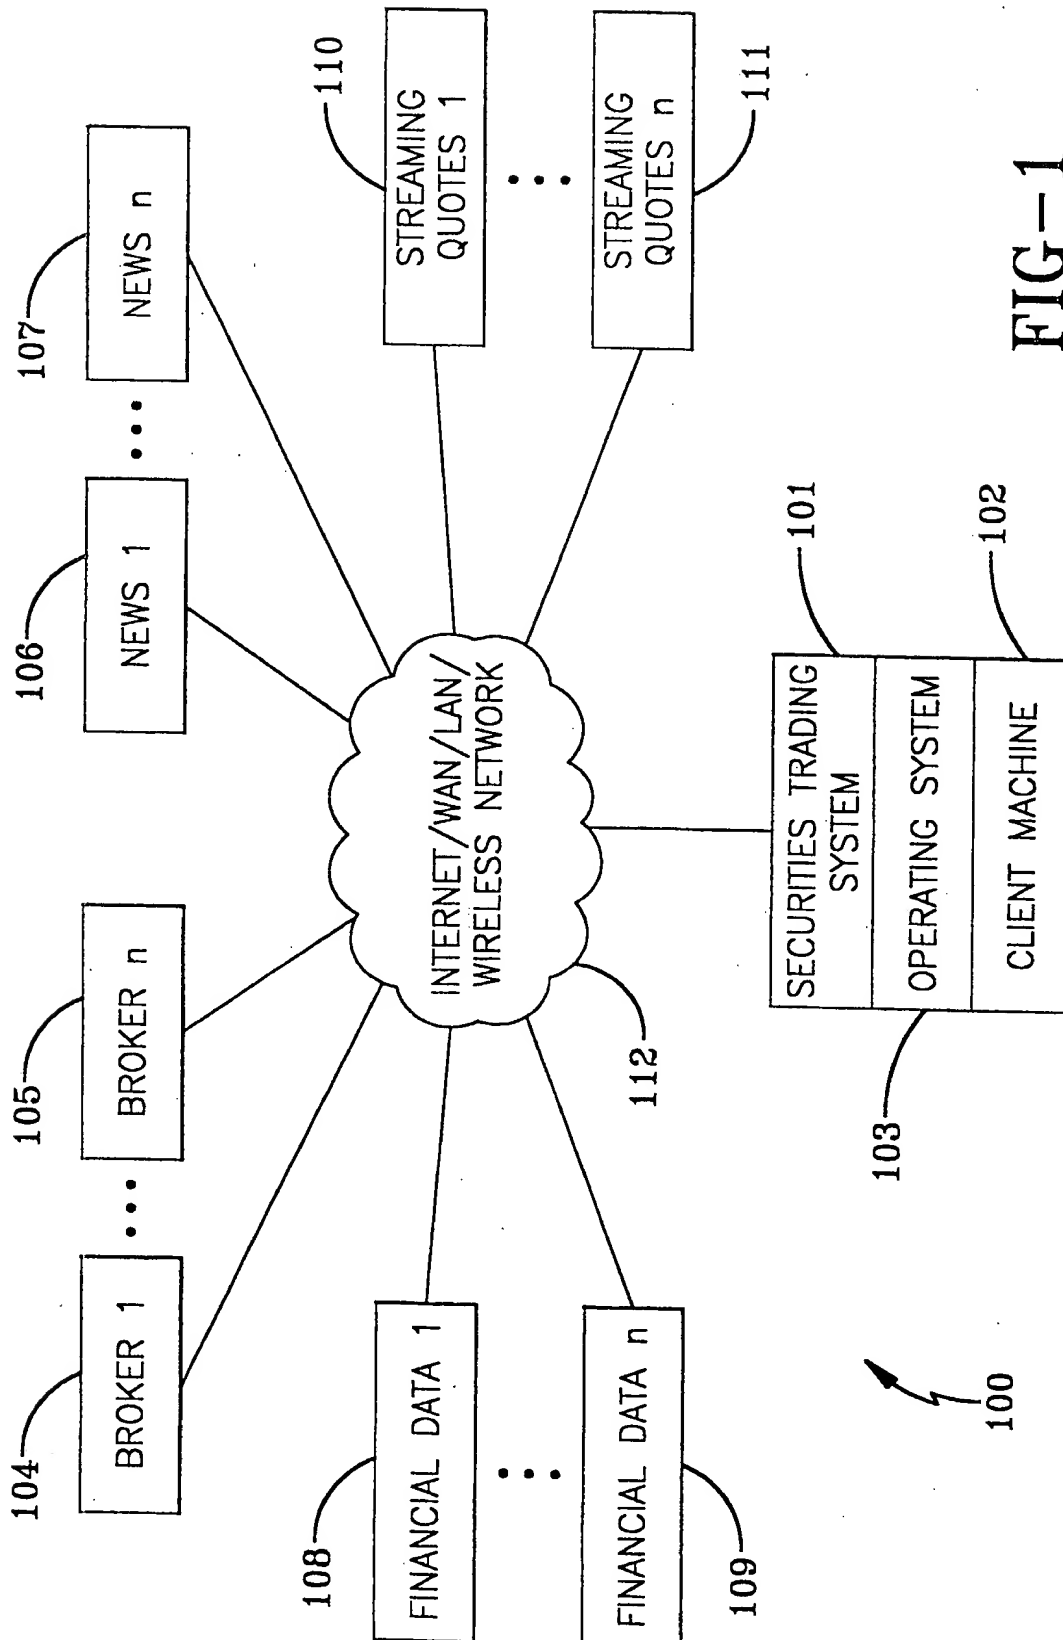 104
BROKER 1
105
BROKER n
106
NEWS 1
107
NEWS n
108
FINANCIAL DATA 1
109
FINANCIAL DATA n
INTERNET/WAN/LAN/
WIRELESS NETWORK
112
110
STREAMING
QUOTES 1
STREAMING
QUOTES n
111
101
SECURITIES TRADING
SYSTEM
OPERATING SYSTEM
103
CLIENT MACHINE
102
100
FIG-1